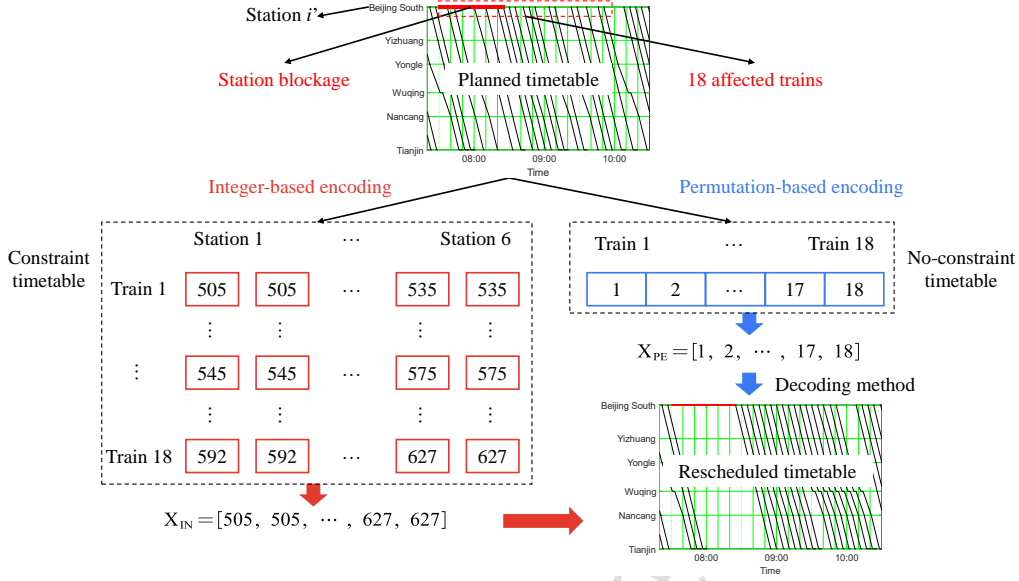 Station i'
Beijing South
Yizhuang
Yongle
Wuqing
Nancang
Tianjin
Planned timetable
08:00 09:00 10:00
Time
Station blockage
18 affected trains
Integer-based encoding
Permutation-based encoding
Constraint
timetable
Station 1 ⋯ Station 6
Train 1 505 505 ⋯ 535 535
⋮ ⋮ ⋮ ⋮
⋮ 545 545 ⋯ 575 575
⋮ ⋮ ⋮ ⋮
Train 18 592 592 ⋯ 627 627
X_IN=[505, 505, ⋯ , 627, 627]
Train 1 ⋯ Train 18
1 2 ⋯ 17 18
No-constraint
timetable
X_PE=[1, 2, ⋯ , 17, 18]
Decoding method
Beijing South
Yizhuang
Yongle
Wuqing
Nancang
Tianjin
Rescheduled timetable
08:00 09:00 10:00
Time